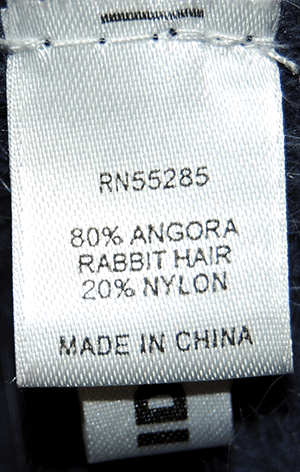 RN55285
80% ANGORA
RABBIT HAIR
20% NYLON
MADE IN CHINA